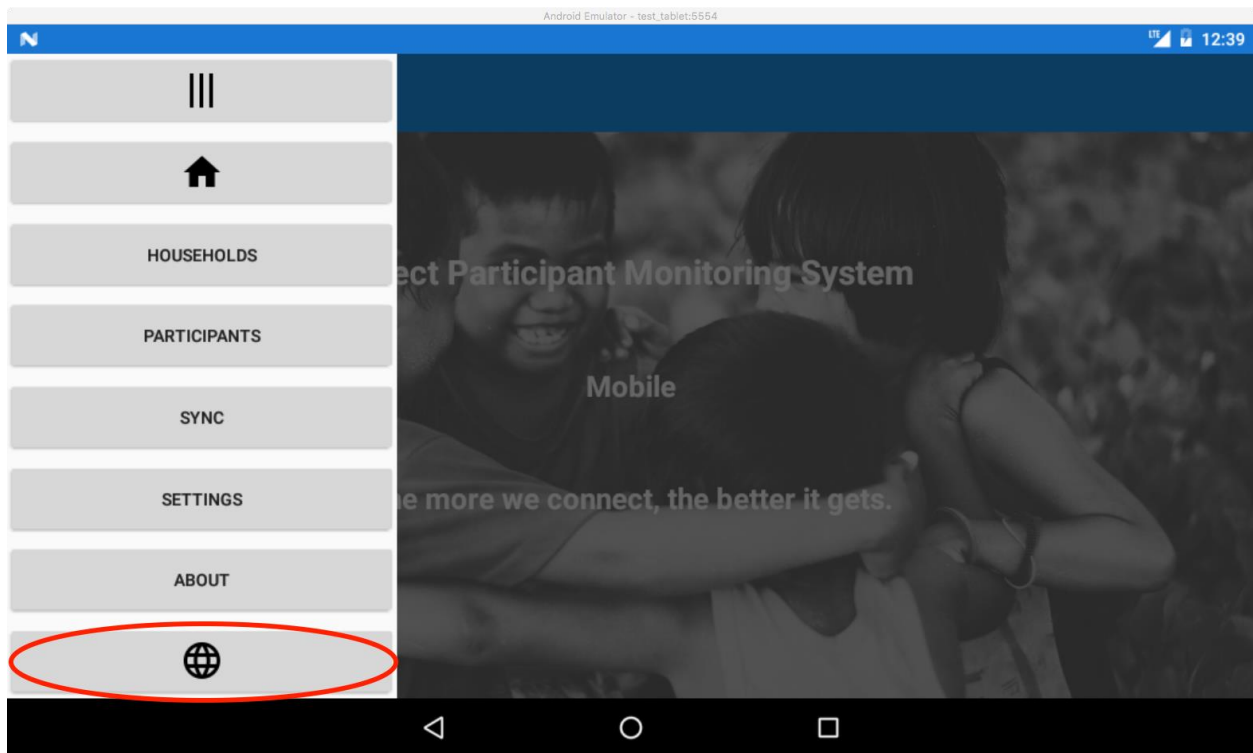 Android Emulator - test_tablet:5554
LTE 12:39
HOUSEHOLDS
PARTICIPANTS
SYNC
SETTINGS
ABOUT
ect Participant Monitoring System
Mobile
e more we connect, the better it gets.